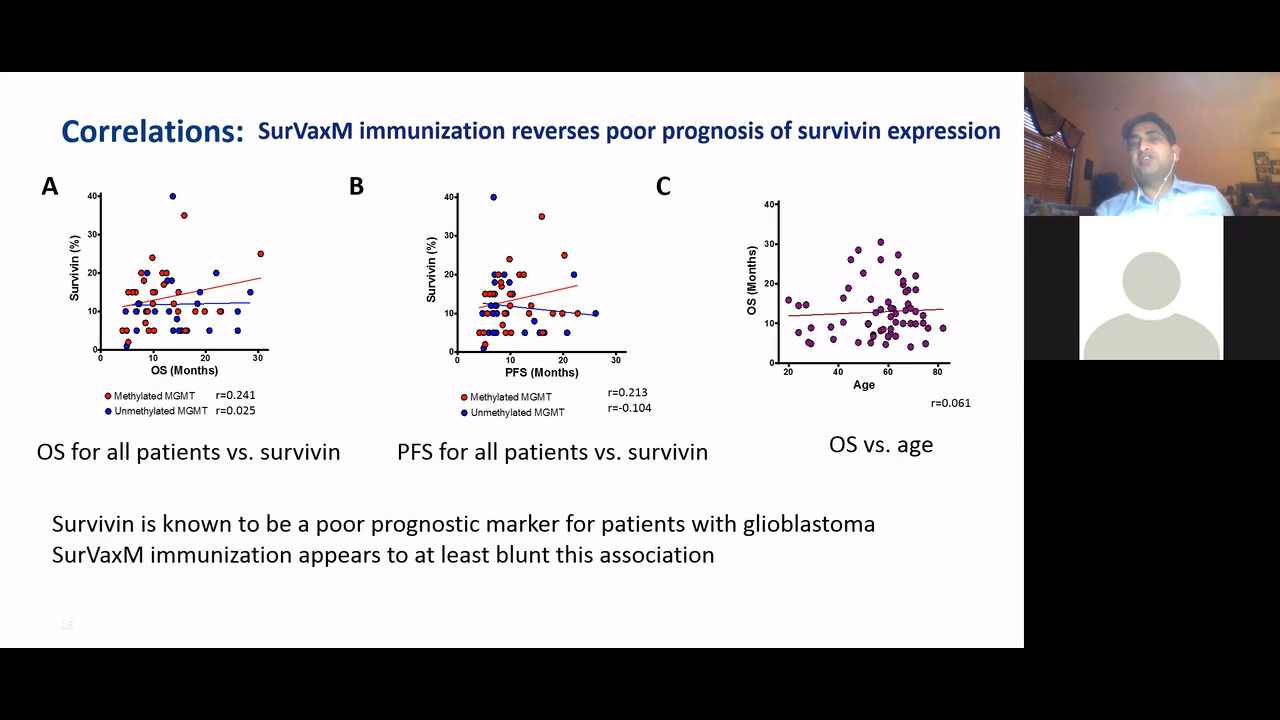 Correlations: SurVaxM immunization reverses poor prognosis of survivin expression
A
B
C
40
30
20
10
0
Survivin (%)
0
10
20
30
OS (Months)
Methylated MGMT r=0.241
Unmethylated MGMT r=0.025
40
30
20
10
0
Survivin (%)
0
10
20
30
PFS (Months)
Methylated MGMT r=0.213
Unmethylated MGMT r=-0.104
40
30
20
10
0
OS (Months)
20
40
60
80
Age
r=0.061
OS for all patients vs. survivin
PFS for all patients vs. survivin
OS vs. age
Survivin is known to be a poor prognostic marker for patients with glioblastoma
SurVaxM immunization appears to at least blunt this association